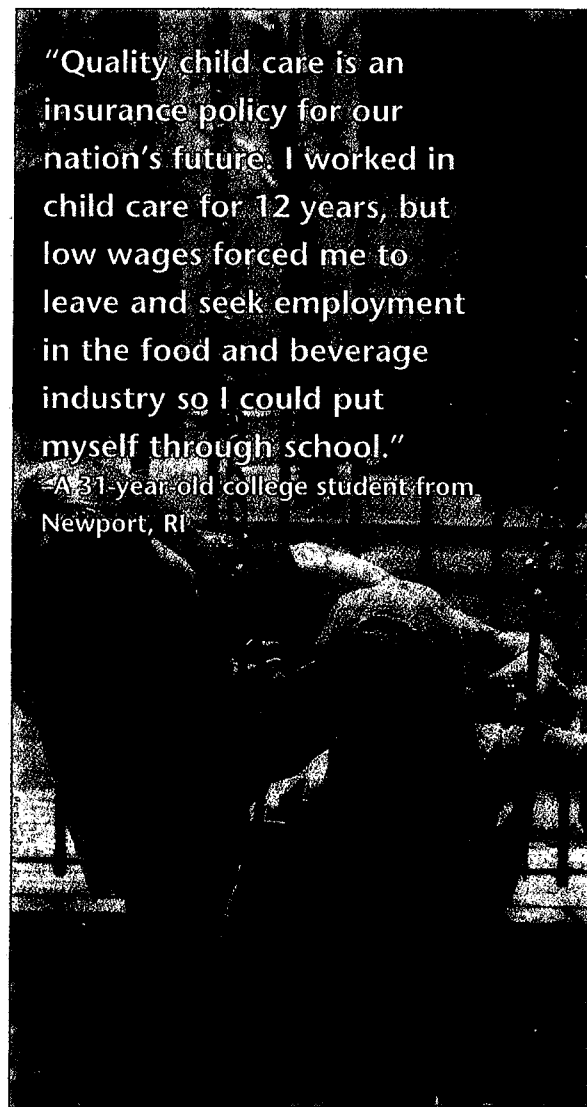 “Quality child care is an
insurance policy for our
nation’s future. I worked in
child care for 12 years, but
low wages forced me to
leave and seek employment
in the food and beverage
industry so I could put
myself through school.”
–A 31-year-old college student from
Newport, RI